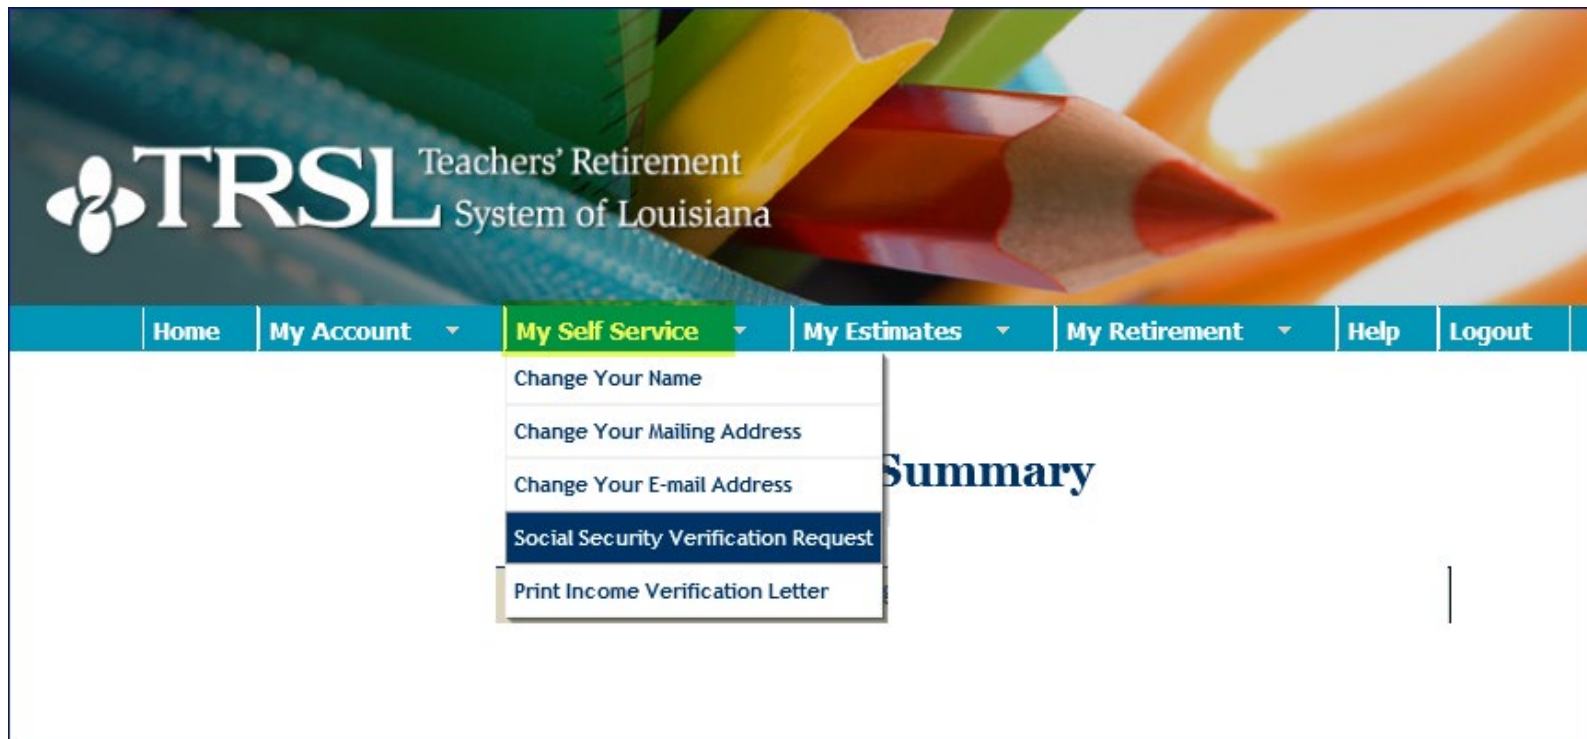 TRSL Teachers' Retirement
System of Louisiana
Home My Account My Self Service My Estimates My Retirement Help Logout
Change Your Name
Change Your Mailing Address
Summary
Change Your E-mail Address
Social Security Verification Request
Print Income Verification Letter